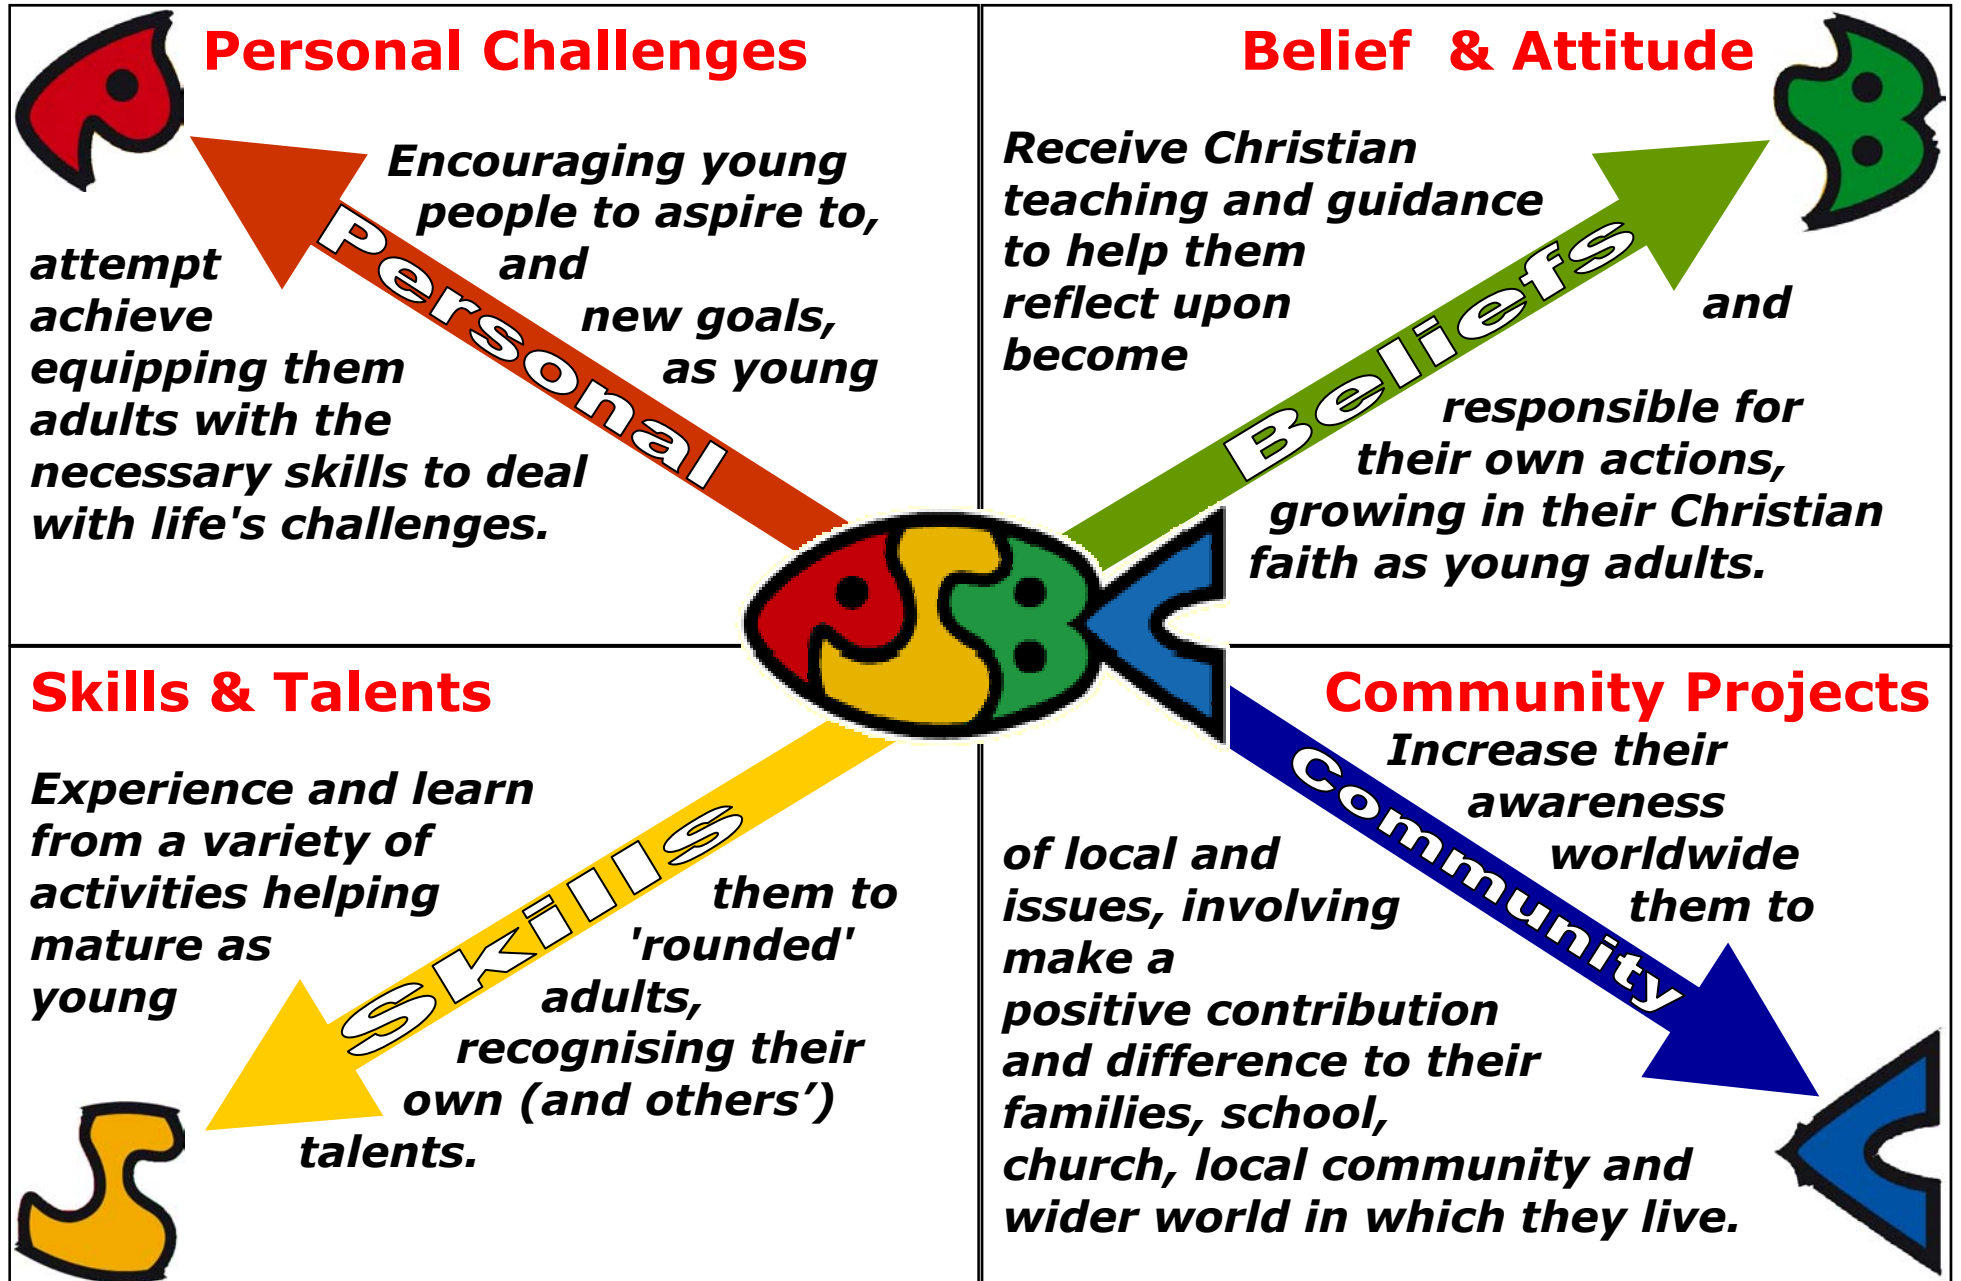 Personal Challenges
Encouraging young
people to aspire to,
attempt and
achieve new goals,
equipping them as young
adults with the
necessary skills to deal
with life's challenges.
Personal
Belief & Attitude
Receive Christian
teaching and guidance
to help them
reflect upon and
become
responsible for
their own actions,
growing in their Christian
faith as young adults.
Beliefs
Skills & Talents
Experience and learn
from a variety of
activities helping them to
mature as 'rounded'
young adults,
recognising their
own (and others’)
talents.
Skills
Community Projects
Increase their
awareness
of local and worldwide
issues, involving them to
make a
positive contribution
and difference to their
families, school,
church, local community and
wider world in which they live.
Community